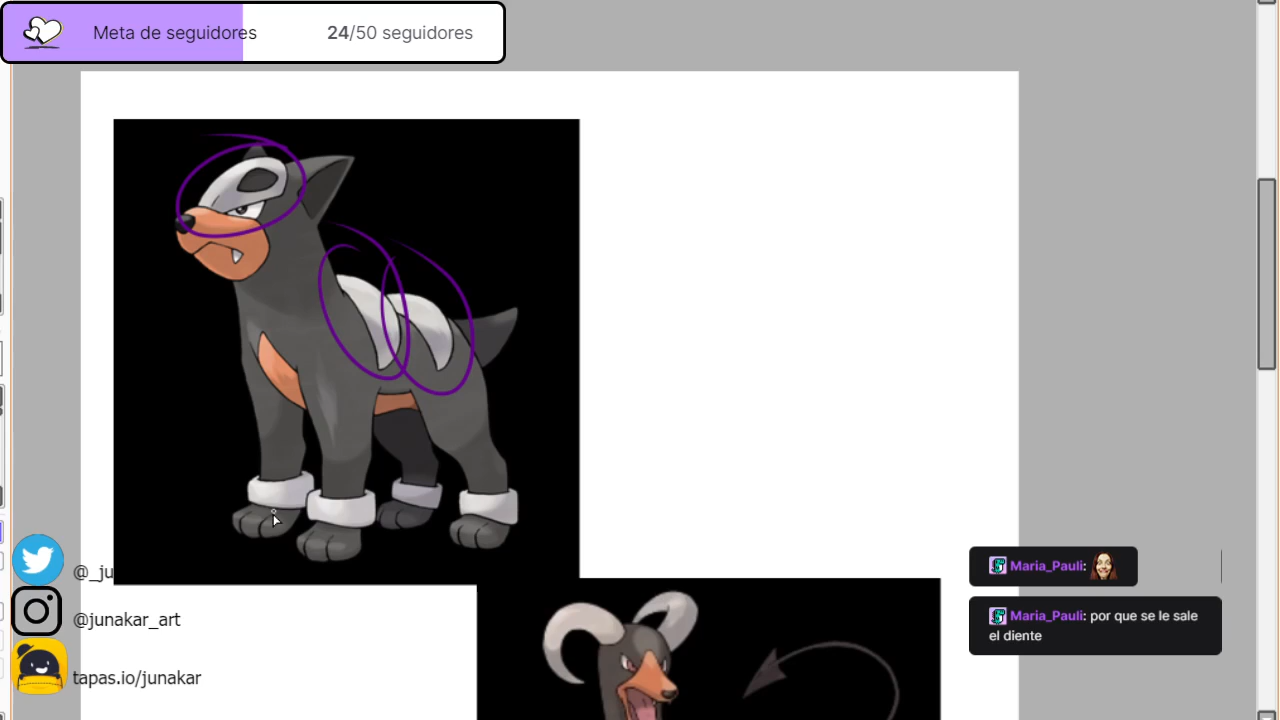 Meta de seguidores 24/50 seguidores
@_ju
@junakar_art
tapas.io/junakar
Maria_Pauli:
Maria_Pauli: por que se le sale
el diente